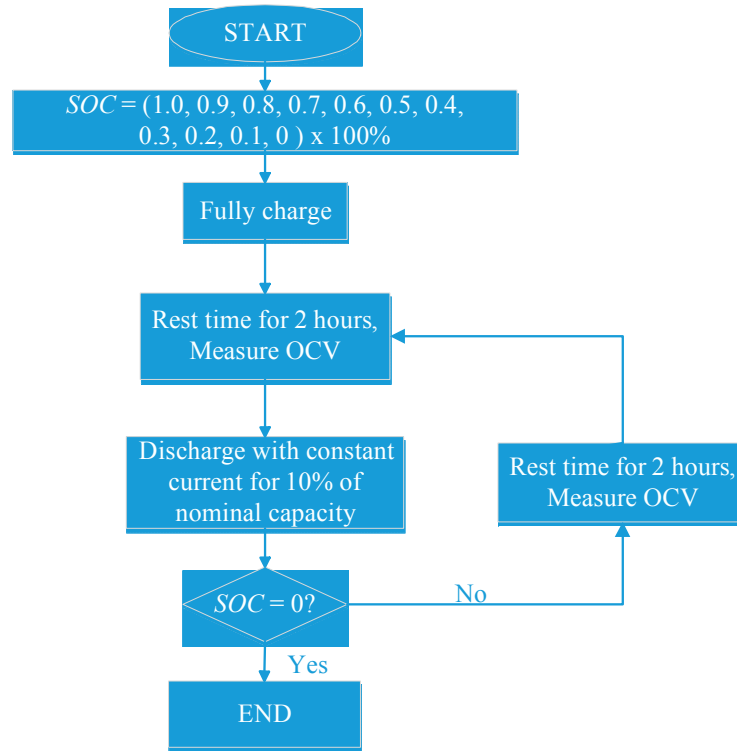 START
SOC = (1.0, 0.9, 0.8, 0.7, 0.6, 0.5, 0.4,
0.3, 0.2, 0.1, 0 ) x 100%
Fully charge
Rest time for 2 hours,
Measure OCV
Discharge with constant
current for 10% of
nominal capacity
Rest time for 2 hours,
Measure OCV
SOC = 0?
No
Yes
END